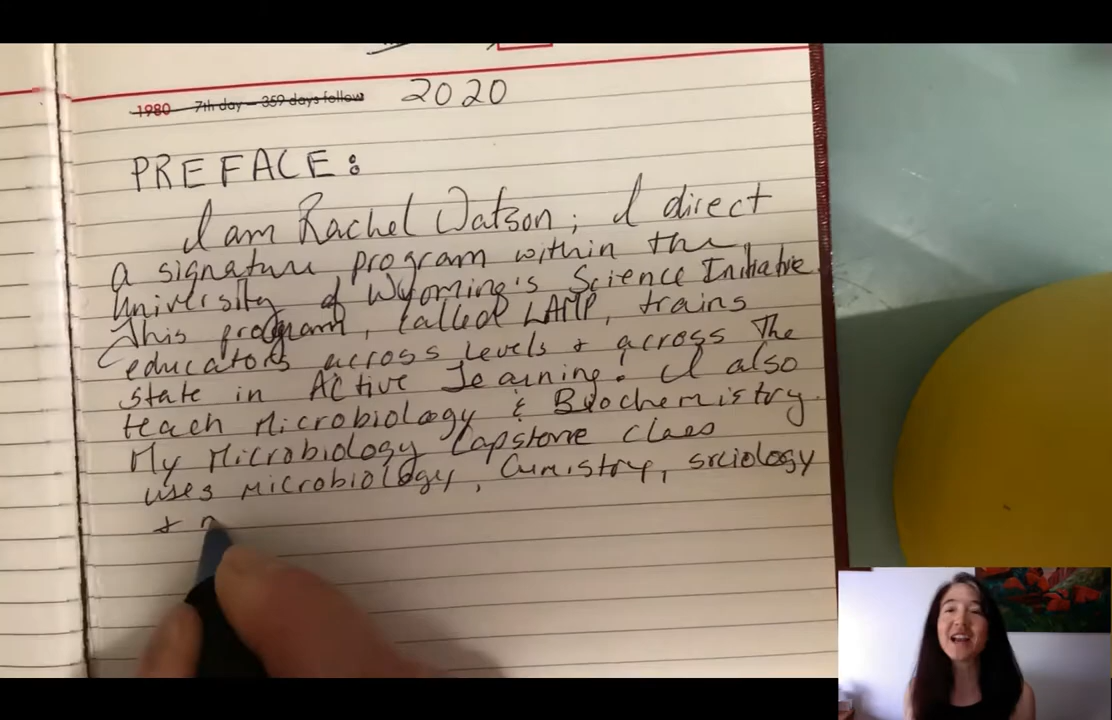 1980 7th day - 359 days follow 2020
PREFACE:
I am Rachel Watson; I direct
a signature program within the
University of Wyoming's Science Initiative.
This program, called LAMP, trains
educators across levels + across The
state in Active Learning. I also
teach Microbiology & Biochemistry.
My Microbiology Capstone class
uses microbiology, Chemistry, sociology
+